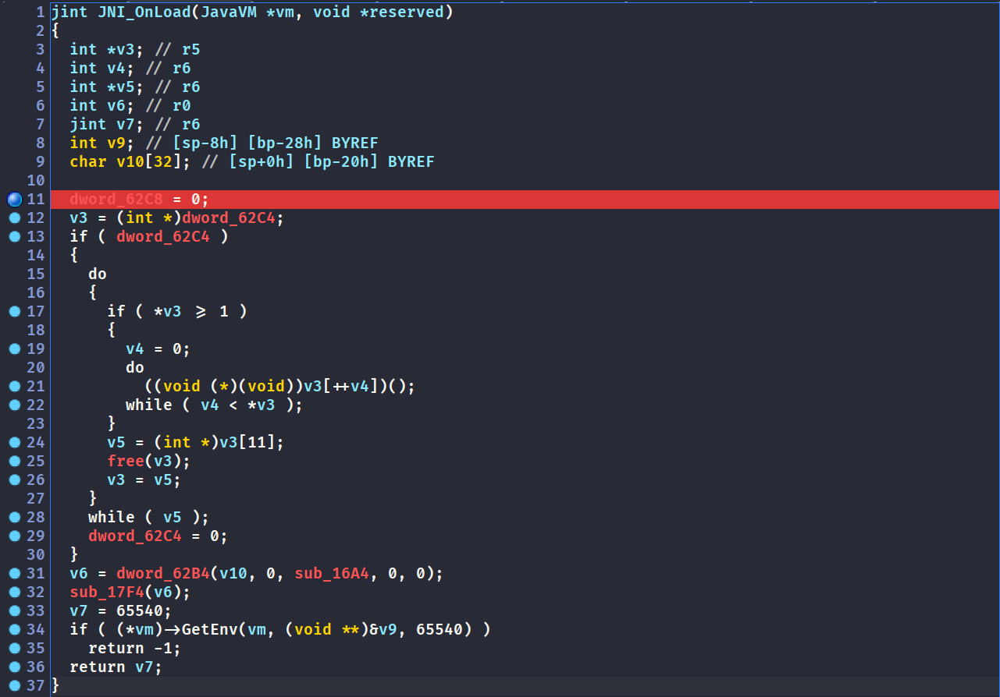 1 jint JNI_OnLoad(JavaVM *vm, void *reserved)
2 {
3   int *v3; // r5
4   int v4; // r6
5   int *v5; // r6
6   int v6; // r0
7   jint v7; // r6
8   int v9; // [sp-8h] [bp-28h] BYREF
9   char v10[32]; // [sp+0h] [bp-20h] BYREF
10
11   dword_62C8 = 0;
12   v3 = (int *)dword_62C4;
13   if ( dword_62C4 )
14   {
15     do
16     {
17       if ( *v3 >= 1 )
18       {
19         v4 = 0;
20         do
21           ((void (*)(void))v3[++v4])();
22         while ( v4 < *v3 );
23       }
24       v5 = (int *)v3[11];
25       free(v3);
26       v3 = v5;
27     }
28     while ( v5 );
29     dword_62C4 = 0;
30   }
31   v6 = dword_62B4(v10, 0, sub_16A4, 0, 0);
32   sub_17F4(v6);
33   v7 = 65540;
34   if ( (*vm)->GetEnv(vm, (void **)&v9, 65540) )
35     return -1;
36   return v7;
37 }